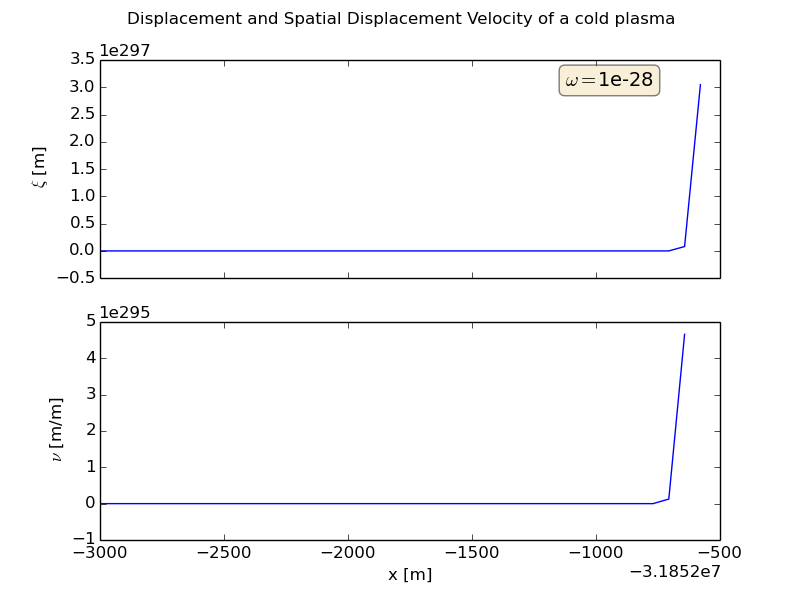 Displacement and Spatial Displacement Velocity of a cold plasma
1e297
3.5
3.0
2.5
2.0
1.5
1.0
0.5
0.0
−0.5
ξ [m]
ω = 1e-28
1e295
5
4
3
2
1
0
−1
ν [m/m]
−3000 −2500 −2000 −1500 −1000 −500
x [m]
−3.1852e7